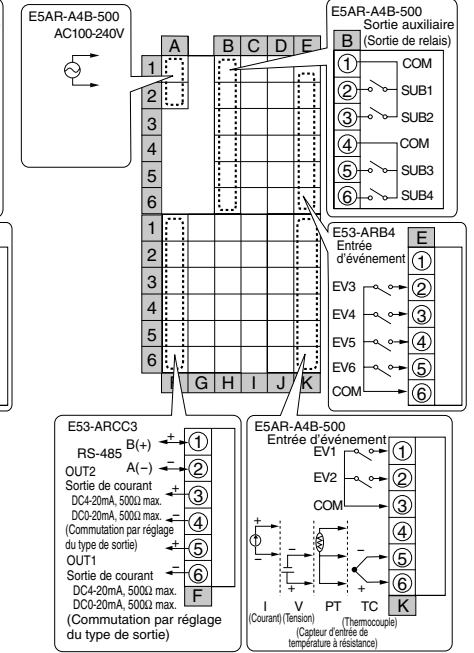 E5AR-A4B-500
AC100-240V
A B C D E
1
2
3
4
5
6
1
2
3
4
5
6
F G H I J K
E5AR-A4B-500
Sortie auxiliaire
(Sortie de relais)
B
1 COM
2 SUB1
3 SUB2
4 COM
5 SUB3
6 SUB4
E53-ARB4
Entrée
d'événement
E
1
EV3 2
EV4 3
EV5 4
EV6 5
COM 6
E53-ARCC3
RS-485
B(+) + 1
A(−) − 2
OUT2
Sortie de courant
DC4-20mA, 500Ω max.
+ 3
DC0-20mA, 500Ω max.
− 4
(Commutation par réglage
du type de sortie)
+ 5
OUT1
Sortie de courant
− 6
DC4-20mA, 500Ω max.
DC0-20mA, 500Ω max.
F
(Commutation par réglage
du type de sortie)
E5AR-A4B-500
Entrée d'événement
EV1 1
EV2 2
COM 3
4
5
6
+ − − + − +
I V PT TC K
(Courant) (Tension) (Thermocouple)
(Capteur d'entrée de
température à résistance)